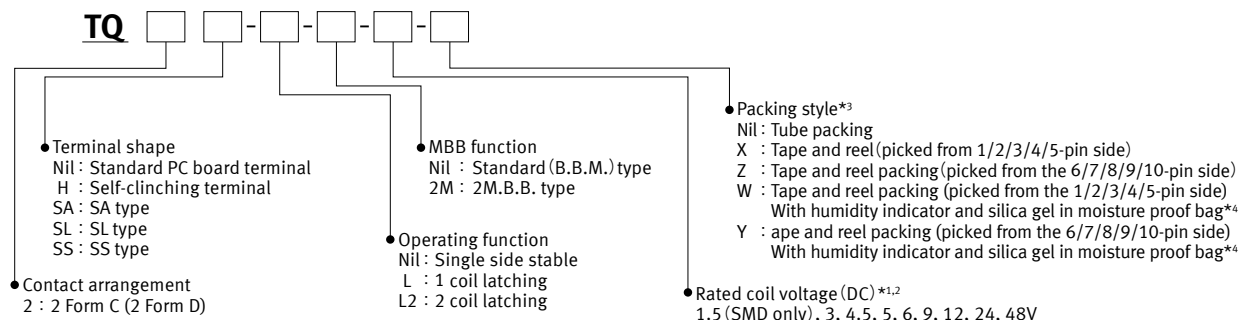 TQ - - - -
Terminal shape
Nil : Standard PC board terminal
H : Self-clinching terminal
SA : SA type
SL : SL type
SS : SS type
Contact arrangement
2 : 2 Form C (2 Form D)
MBB function
Nil : Standard (B.B.M.) type
2M : 2M.B.B. type
Operating function
Nil : Single side stable
L : 1 coil latching
L2 : 2 coil latching
Packing style*3
Nil : Tube packing
X : Tape and reel (picked from 1/2/3/4/5-pin side)
Z : Tape and reel packing (picked from the 6/7/8/9/10-pin side)
W : Tape and reel packing (picked from the 1/2/3/4/5-pin side)
With humidity indicator and silica gel in moisture proof bag*4
Y : ape and reel packing (picked from the 6/7/8/9/10-pin side)
With humidity indicator and silica gel in moisture proof bag*4
Rated coil voltage (DC) *1,2
1.5 (SMD only), 3, 4.5, 5, 6, 9, 12, 24, 48V